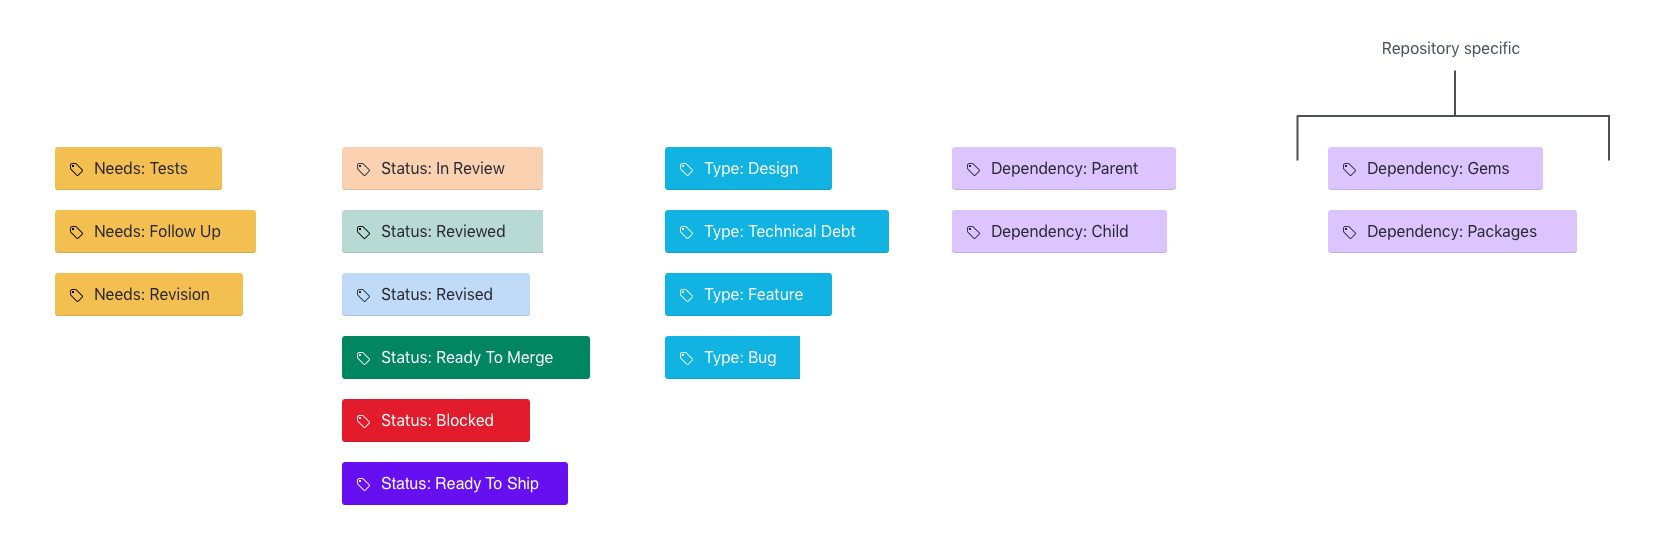 Repository specific
Needs: Tests
Needs: Follow Up
Needs: Revision
Status: In Review
Status: Reviewed
Status: Revised
Status: Ready To Merge
Status: Blocked
Status: Ready To Ship
Type: Design
Type: Technical Debt
Type: Feature
Type: Bug
Dependency: Parent
Dependency: Child
Dependency: Gems
Dependency: Packages